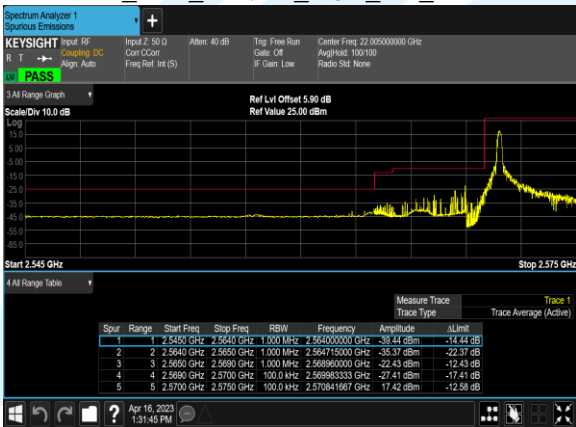 Spectrum Analyzer 1
Spurious Emissions
KEYSIGHT Input: RF Input Z: 50 Ω Atten: 40 dB Trig: Free Run Center Freq: 22.005000000 GHz
Coupling: DC Corr CCorr Gate: Off Avg|Hold: 100/100
R T Align: Auto Freq Ref: Int (S) IF Gain: Low Radio Std: None
LXI PASS
3 All Range Graph
Ref Lvl Offset 5.90 dB
Scale/Div 10.0 dB Ref Value 25.00 dBm
Log
15.0
5.00
-5.00
-15.0
-25.0
-35.0
-45.0
-55.0
-65.0
Start 2.545 GHz Stop 2.575 GHz
4 All Range Table
Measure Trace Trace 1
Trace Type Trace Average (Active)
Spur Range Start Freq Stop Freq RBW Frequency Amplitude ΔLimit
1 1 2.5450 GHz 2.5640 GHz 1.000 MHz 2.564000000 GHz -39.44 dBm -14.44 dB
2 2 2.5640 GHz 2.5650 GHz 1.000 MHz 2.564715000 GHz -35.37 dBm -22.37 dB
3 3 2.5650 GHz 2.5690 GHz 1.000 MHz 2.568960000 GHz -22.43 dBm -12.43 dB
4 4 2.5690 GHz 2.5700 GHz 100.0 kHz 2.569983333 GHz -27.41 dBm -17.41 dB
5 5 2.5700 GHz 2.5750 GHz 100.0 kHz 2.570841667 GHz 17.42 dBm -12.58 dB
Apr 16, 2023
1:31:45 PM